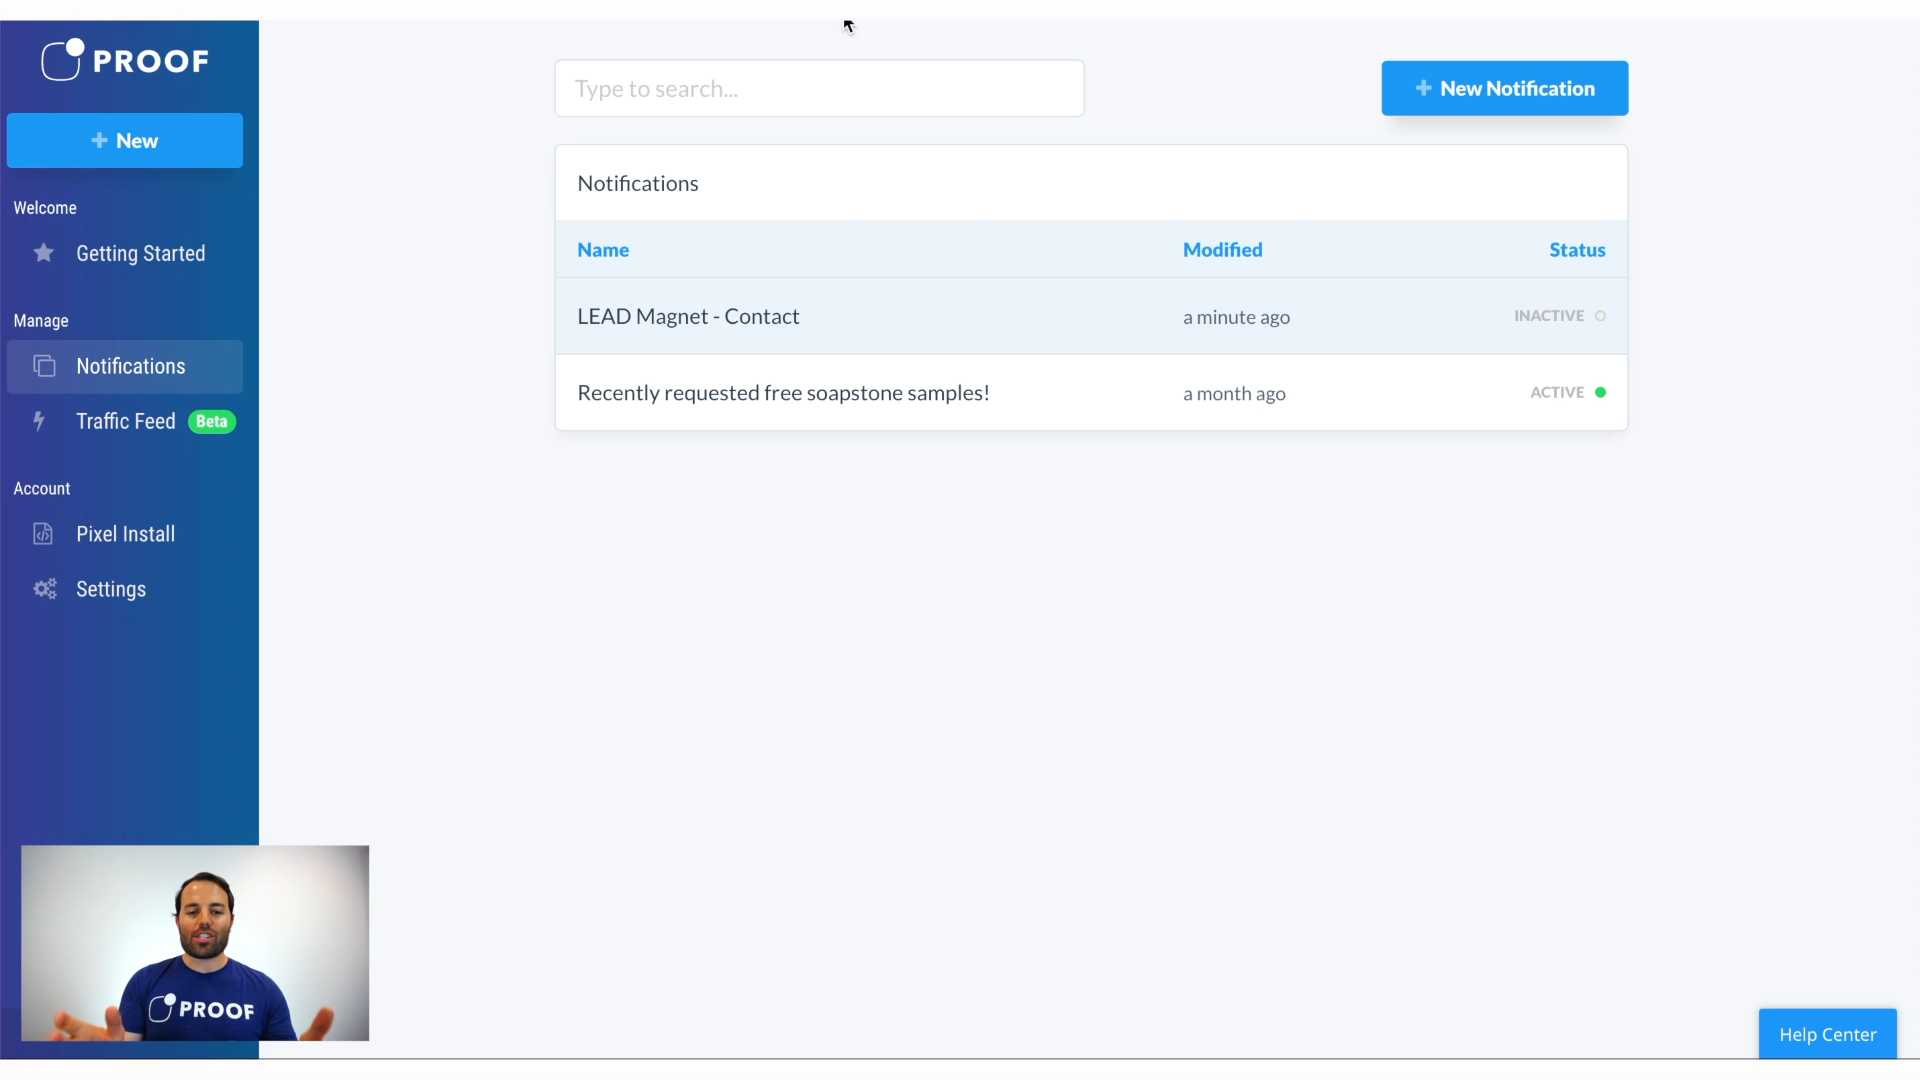 PROOF
+ New
Welcome
Getting Started
Manage
Notifications
Traffic Feed Beta
Account
Pixel Install
Settings
Type to search...
+ New Notification
Notifications
Name Modified Status
LEAD Magnet - Contact a minute ago INACTIVE
Recently requested free soapstone samples! a month ago ACTIVE
PROOF
Help Center